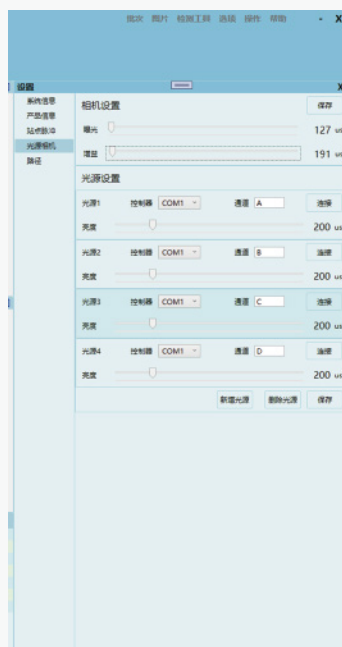 批次 图片 检测工具 选项 操作 帮助 - X
设置 X
系统信息
产品信息
站点脉冲
光源相机
路径
相机设置 保存
曝光 127 us
增益 191 us
光源设置
光源1 控制器 COM1 通道 A 连接
亮度 200 us
光源2 控制器 COM1 通道 B 连接
亮度 200 us
光源3 控制器 COM1 通道 C 连接
亮度 200 us
光源4 控制器 COM1 通道 D 连接
亮度 200 us
新增光源 删除光源 保存